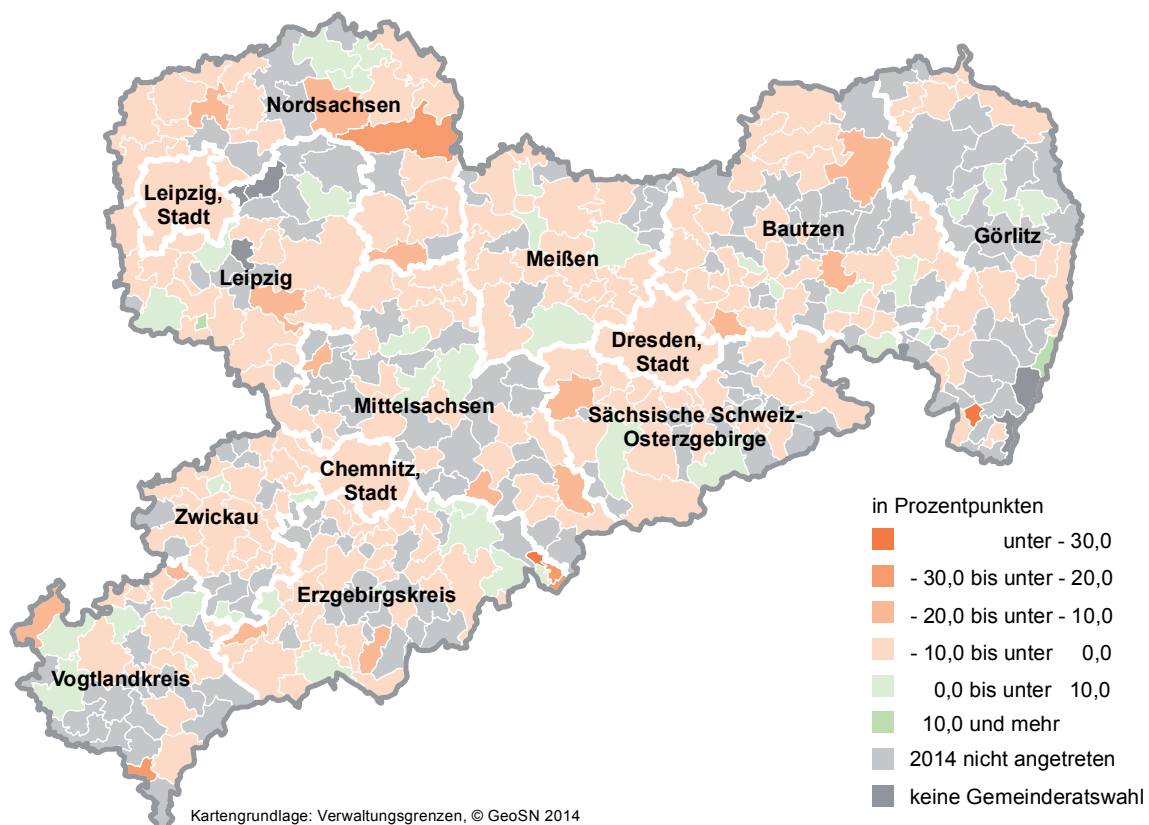 Nordsachsen
Leipzig,
Stadt
Bautzen
Görlitz
Meißen
Leipzig
Dresden,
Stadt
Mittelsachsen
Sächsische Schweiz-
Osterzgebirge
Chemnitz,
Stadt
Zwickau
Erzgebirgskreis
Vogtlandkreis
in Prozentpunkten
unter - 30,0
- 30,0 bis unter - 20,0
- 20,0 bis unter - 10,0
- 10,0 bis unter 0,0
0,0 bis unter 10,0
10,0 und mehr
2014 nicht angetreten
keine Gemeinderatswahl
Kartengrundlage: Verwaltungsgrenzen, © GeoSN 2014